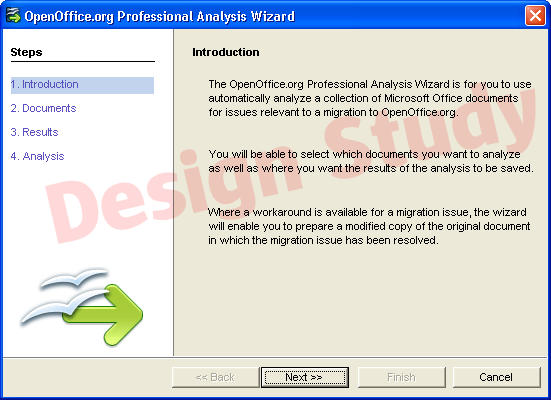 OpenOffice.org Professional Analysis Wizard
Steps
1. Introduction
2. Documents
3. Results
4. Analysis
Introduction
The OpenOffice.org Professional Analysis Wizard is for you to use
automatically analyze a collection of Microsoft Office documents
for issues relevant to a migration to OpenOffice.org.
You will be able to select which documents you want to analyze
as well as where you want the results of the analysis to be saved.
Where a workaround is available for a migration issue, the wizard
will enable you to prepare a modified copy of the original document
in which the migration issue has been resolved.
Design Study
<< Back
Next >>
Finish
Cancel